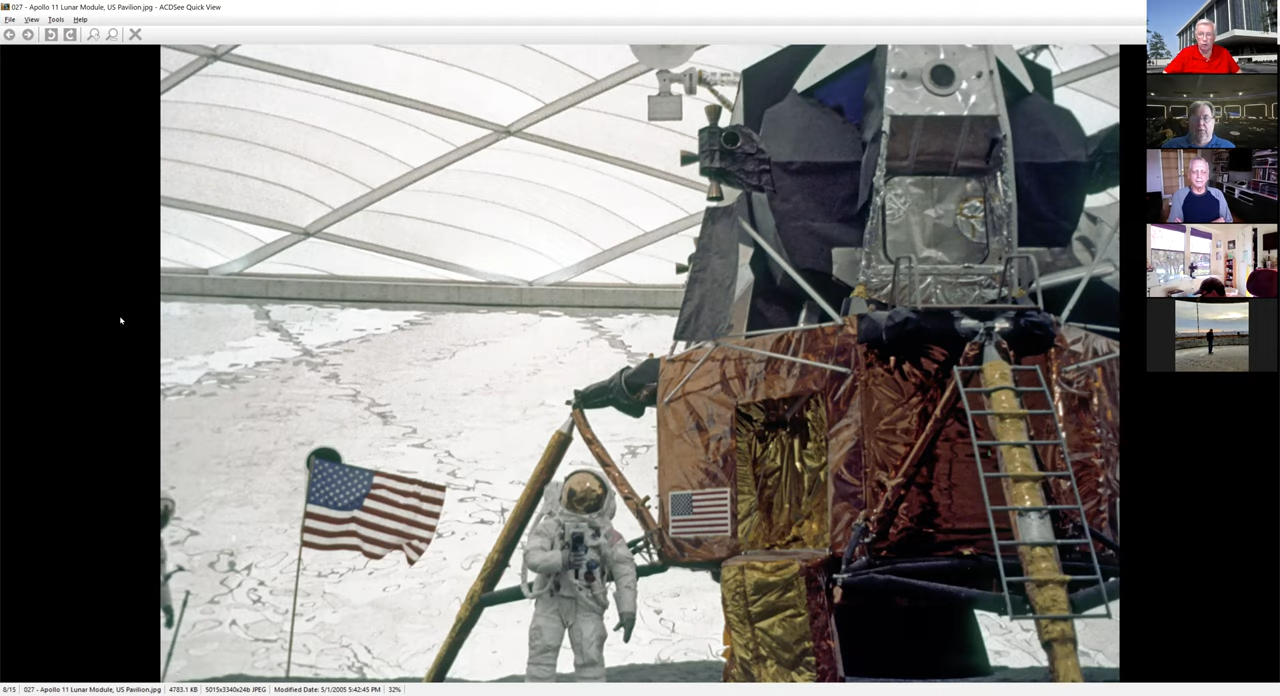 027 - Apollo 11 Lunar Module, US Pavilion.jpg - ACDSee Quick View
File View Tools Help
8/15 027 - Apollo 11 Lunar Module, US Pavilion.jpg 4783.1 KB 5015x3340x24b JPEG Modified Date: 5/1/2005 5:42:45 PM 32%